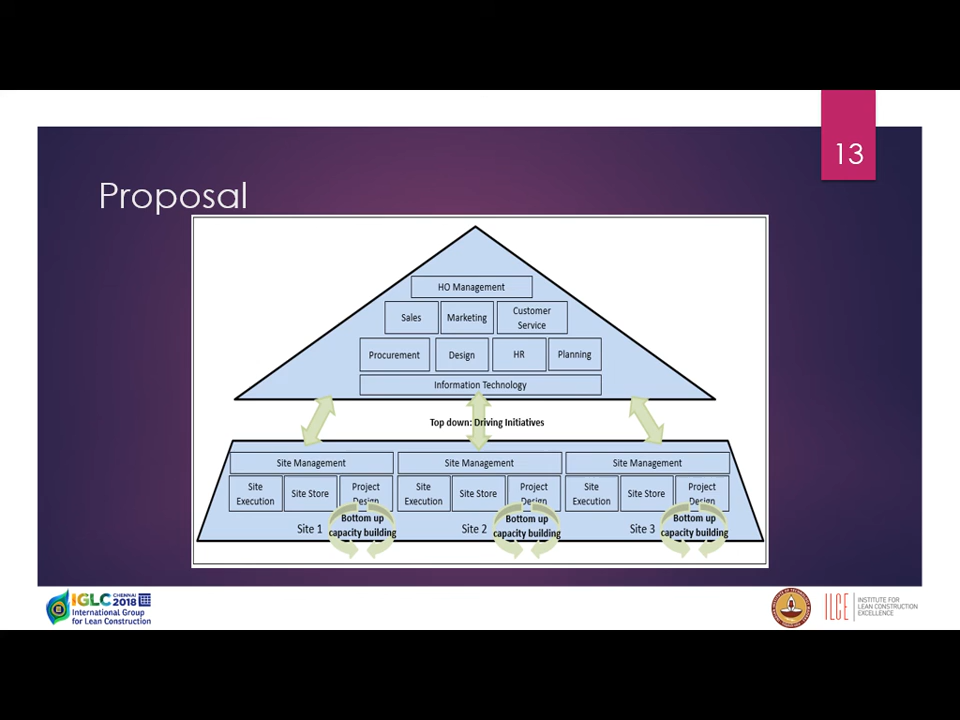 13
Proposal
HO Management
Sales
Marketing
Customer
Service
Procurement
Design
HR
Planning
Information Technology
Top down: Driving Initiatives
Site Management
Site Management
Site Management
Site
Execution
Site Store
Project
Design
Site
Execution
Site Store
Project
Design
Site
Execution
Site Store
Project
Design
Site 1
Bottom up
capacity building
Site 2
Bottom up
capacity building
Site 3
Bottom up
capacity building
IGLC CHENNAI 2018
International Group
for Lean Construction
ILCE
INSTITUTE FOR
LEAN CONSTRUCTION
EXCELLENCE